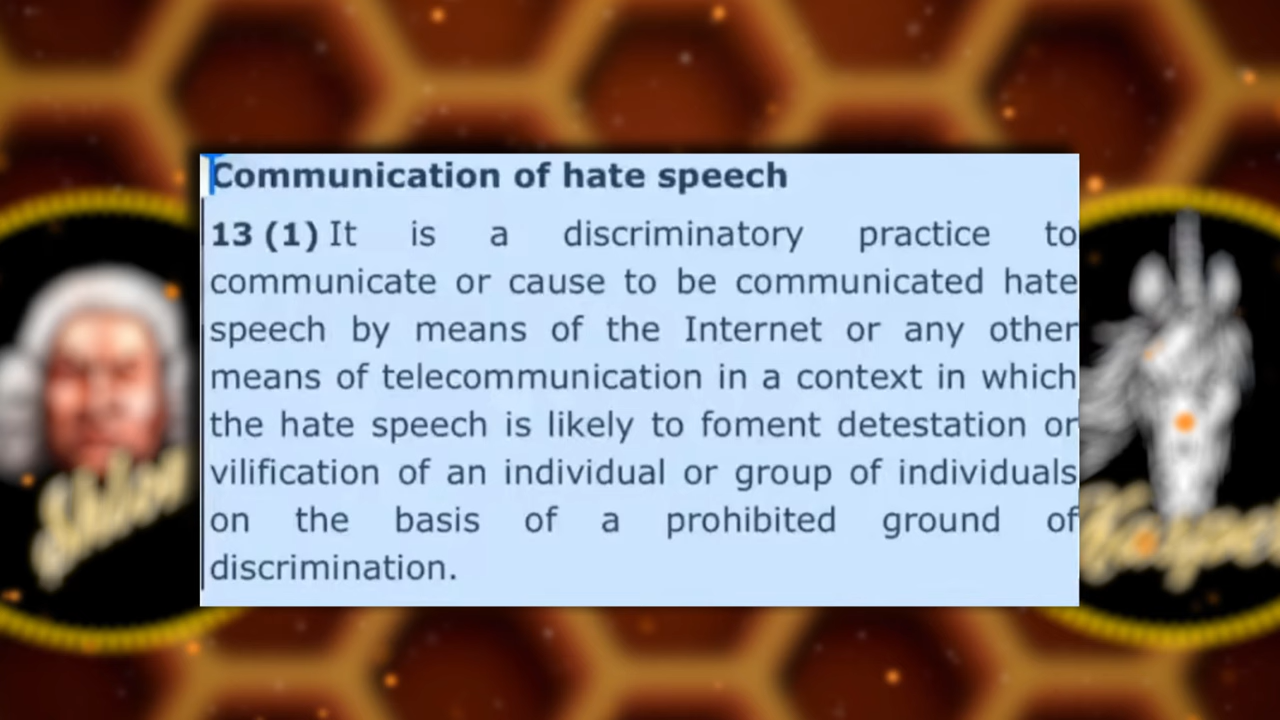 Communication of hate speech
13 (1) It is a discriminatory practice to
communicate or cause to be communicated hate
speech by means of the Internet or any other
means of telecommunication in a context in which
the hate speech is likely to foment detestation or
vilification of an individual or group of individuals
on the basis of a prohibited ground of
discrimination.